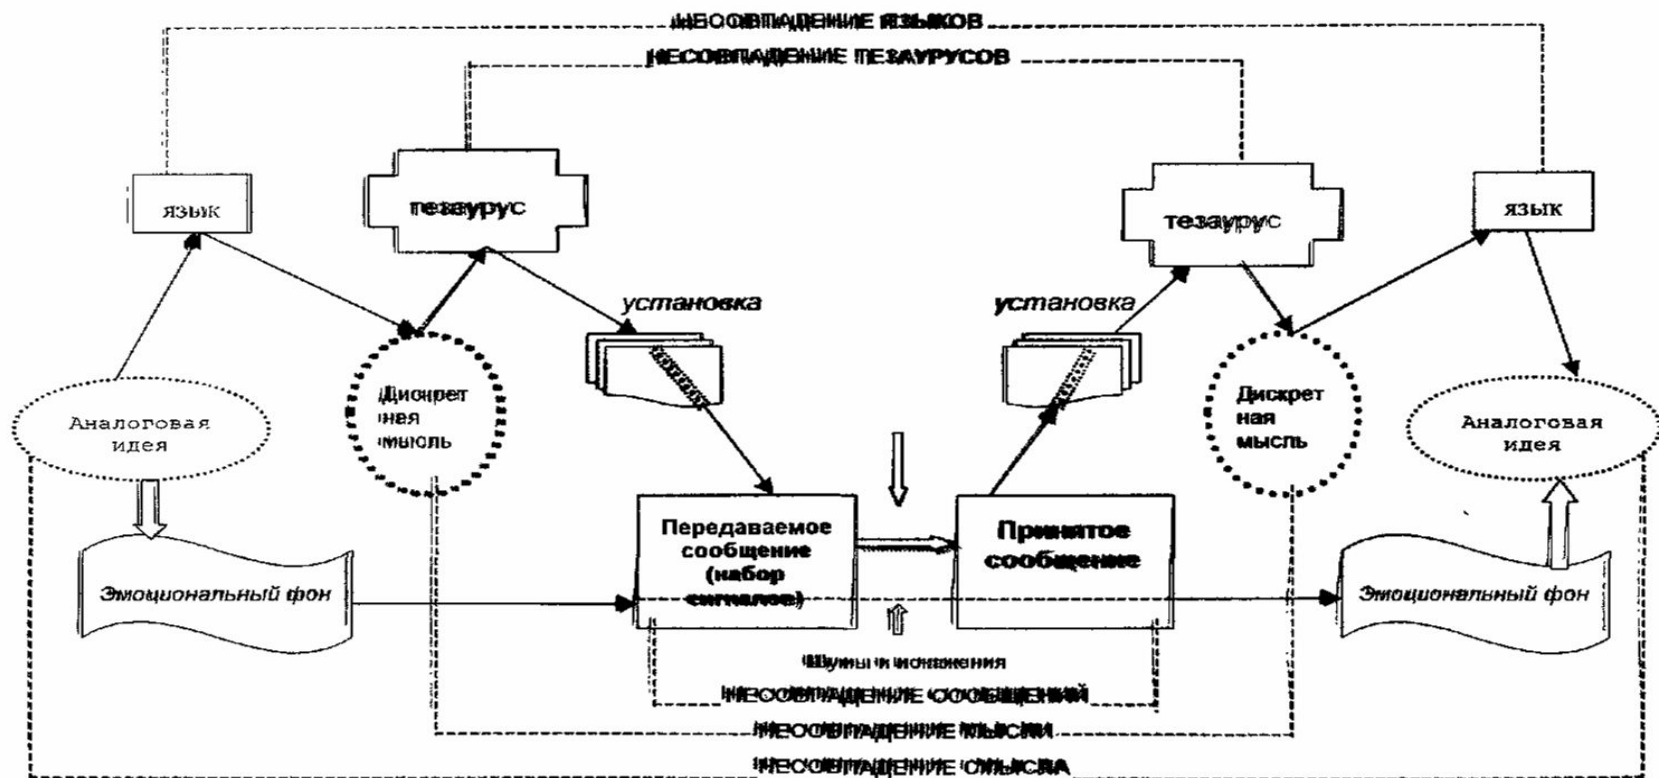 НЕСОВПАДЕНИЕ ЯЗЫКОВ
НЕСОВПАДЕНИЕ ТЕЗАУРУСОВ
язык
тезаурус
тезаурус
язык
установка
установка
Аналоговая
идея
Дискрет
ная
мысль
Дискрет
ная
мысль
Аналоговая
идея
Передаваемое
сообщение
(набор
сигналов)
Принятое
сообщение
Эмоциональный фон
Эмоциональный фон
Шумы и искажения
НЕСОВПАДЕНИЕ СООБЩЕНИЙ
НЕСОВПАДЕНИЕ МЫСЛИ
НЕСОВПАДЕНИЕ СМЫСЛА